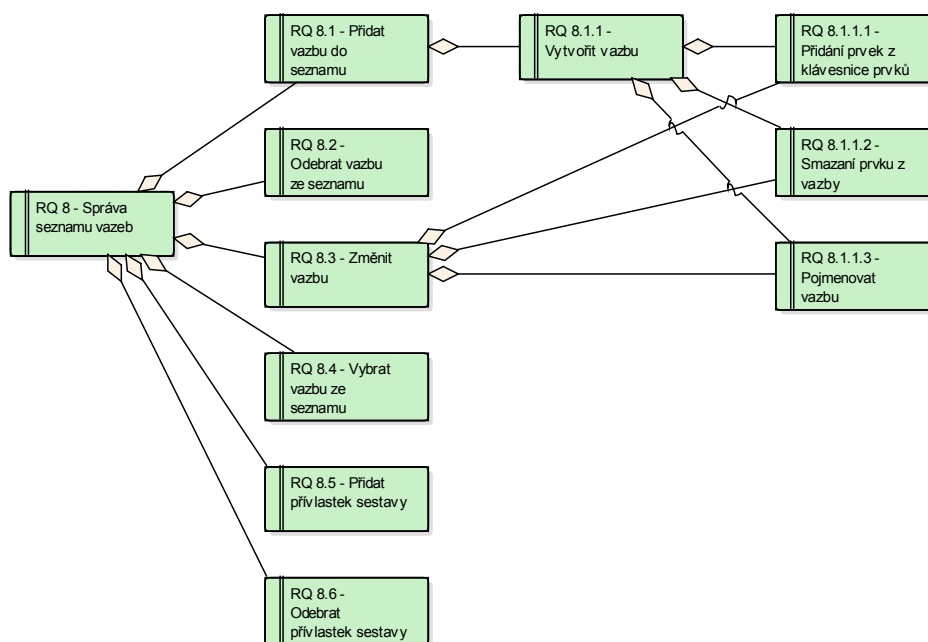 RQ 8.1 - Přidat
vazbu do
seznamu
RQ 8.1.1 -
Vytvořit vazbu
RQ 8.1.1.1 -
Přidání prvek z
klávesnice prvků
RQ 8.2 -
Odebrat vazbu
ze seznamu
RQ 8.1.1.2 -
Smazaní prvku z
vazby
RQ 8 - Správa
seznamu vazeb
RQ 8.3 - Změnit
vazbu
RQ 8.1.1.3 -
Pojmenovat
vazbu
RQ 8.4 - Vybrat
vazbu ze
seznamu
RQ 8.5 - Přidat
přívlastek sestavy
RQ 8.6 -
Odebrat
přívlastek sestavy